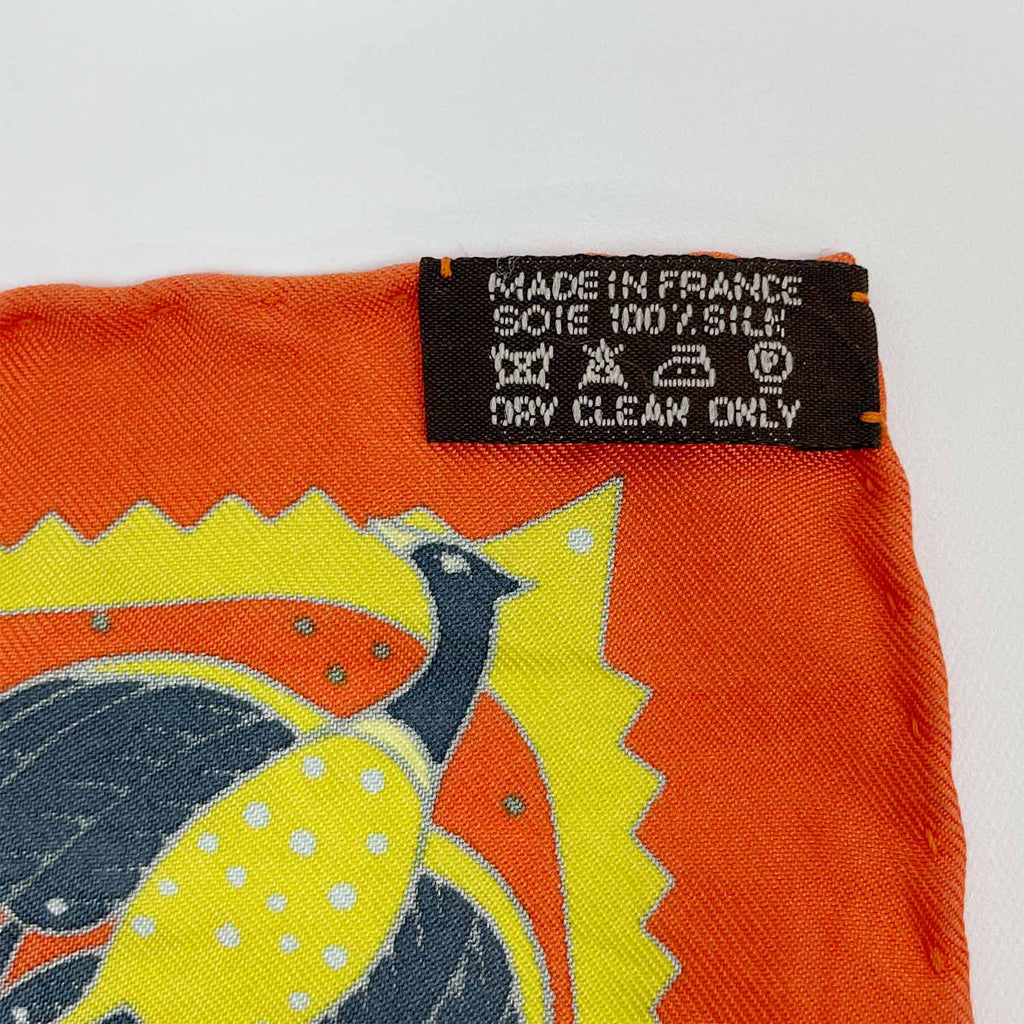 MADE IN FRANCE
SOIE 100% SILK
P
DRY CLEAN ONLY